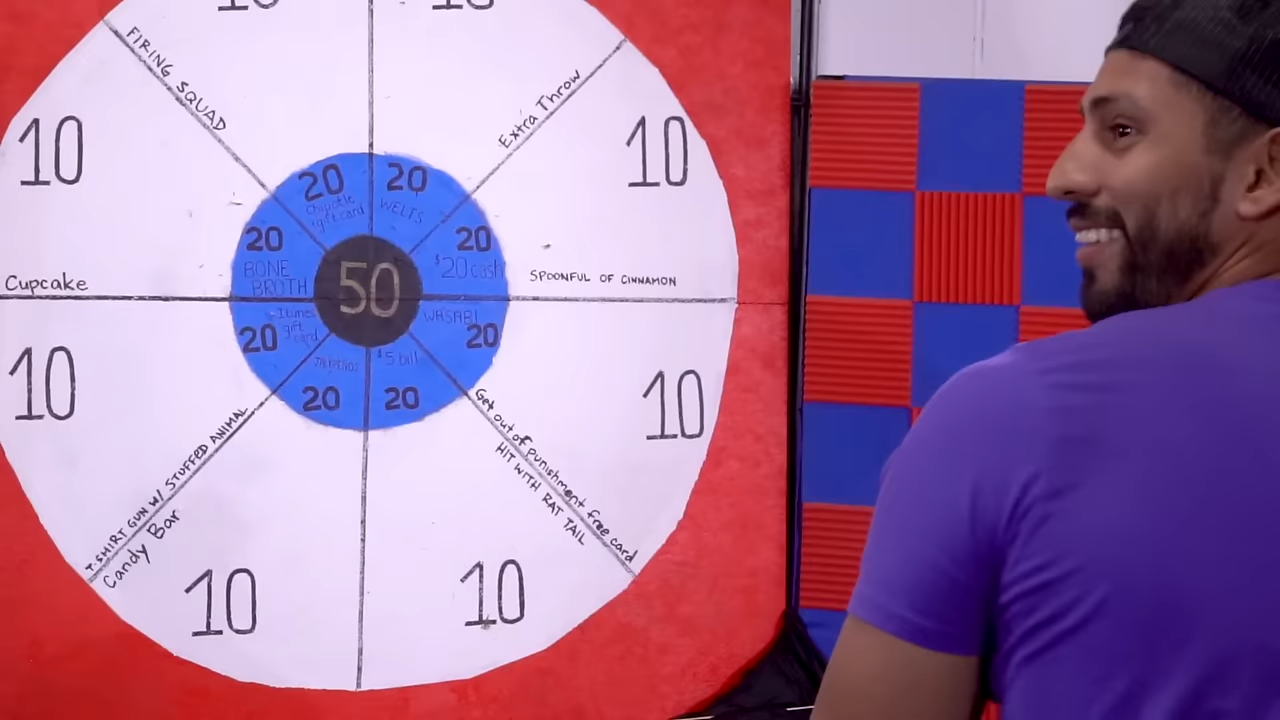 10
10
FIRING SQUAD
Extra Throw
10
10
20
Chipotle
gift card
20
WELTS
20
BONE
BROTH
20
$20 cash
50
Cupcake
SPOONFUL OF CINNAMON
Itunes
gift
card
20
WASABI
20
20
$5 bill
20
10
10
T-SHIRT GUN W/ STUFFED ANIMAL
Candy Bar
Get out of punishment free card
HIT WITH RAT TAIL
10
10